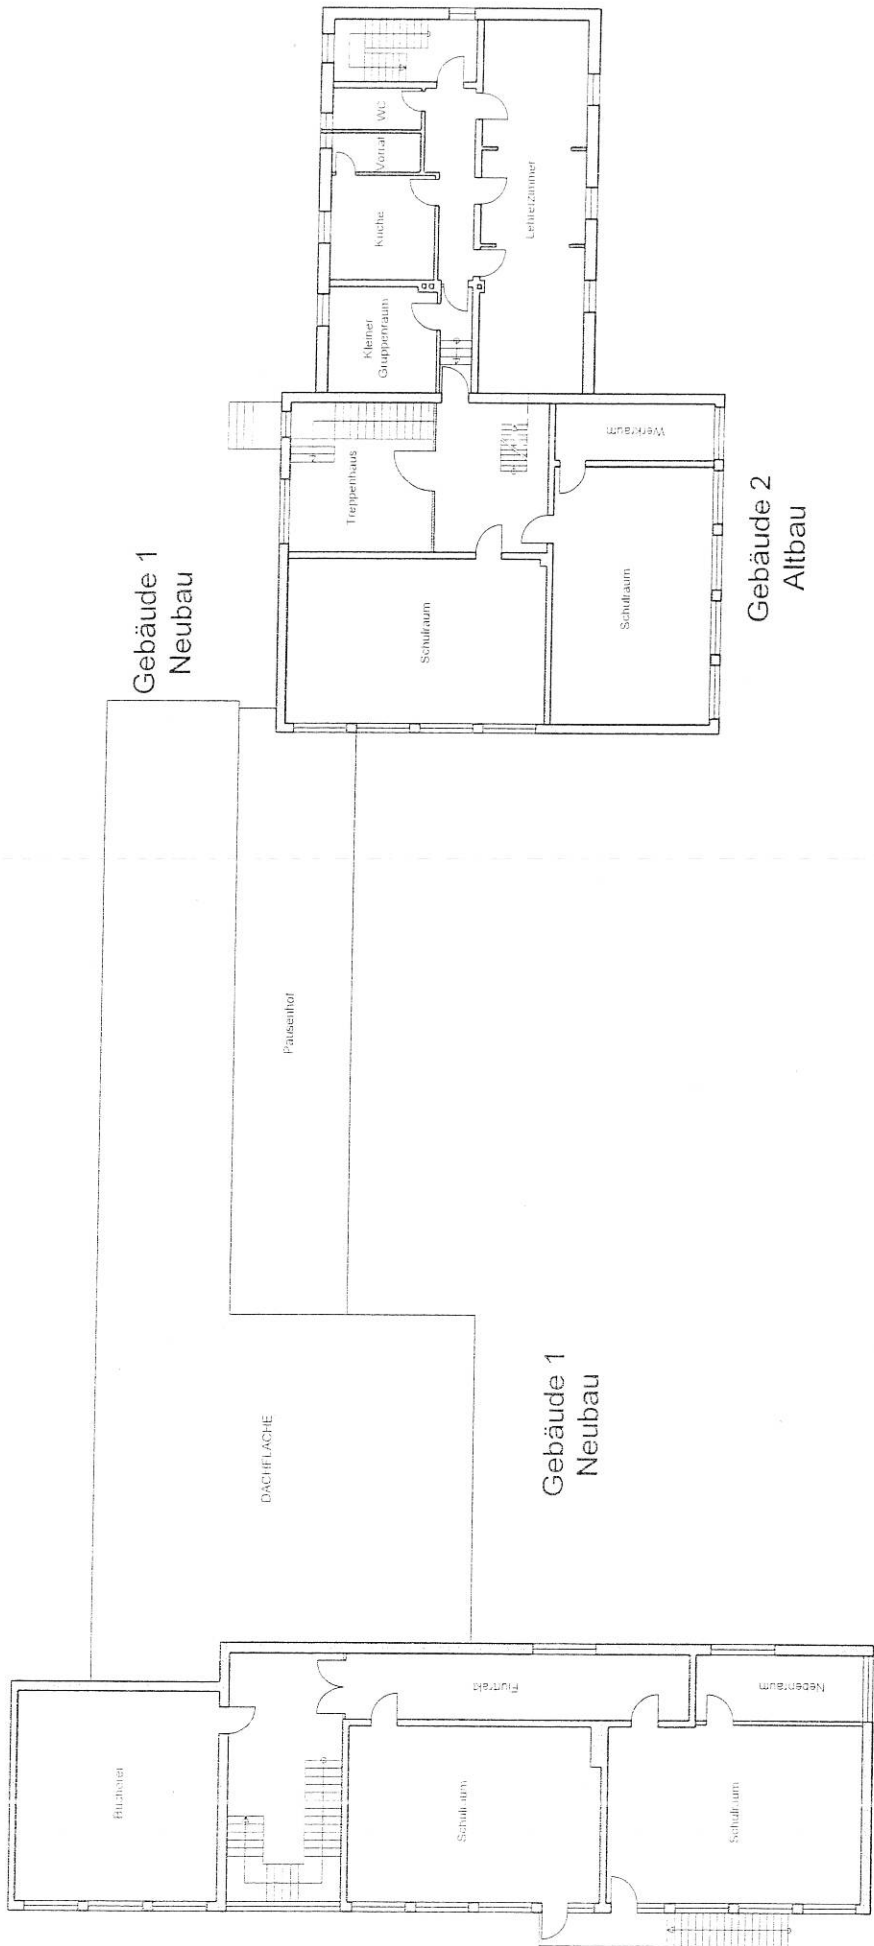 Gebäude 1
Neubau
WC
Vorrat
Küche
Lehrerzimmer
Kleiner
Gruppenraum
Treppenhaus
Werkraum
Schulraum
Schulraum
Gebäude 2
Altbau
Pausenhof
DACHFLÄCHE
Gebäude 1
Neubau
Bücherei
Flurtrakt
Nebenraum
Schulraum
Schulraum